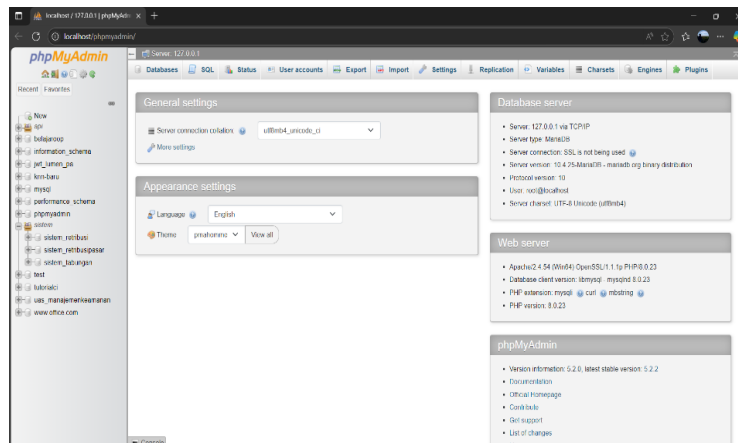 localhost / 127.0.0.1 | phpMyAdm
localhost/phpmyadmin/
phpMyAdmin
Recent Favorites
New
api
belajaroop
information_schema
jwt_lumen_ps
krm-baru
mysql
performance_schema
phpmyadmin
sistem
sistem_retribusi
sistem_retribusipasar
sistem_tabungan
test
tutorialci
uas_manajemenkeamanan
www.office.com
Server: 127.0.0.1
Databases SQL Status User accounts Export Import Settings Replication Variables Charsets Engines Plugins
General settings
Server connection collation: utf8mb4_unicode_ci
More settings
Appearance settings
Language English
Theme pmahomme View all
Console
Database server
Server: 127.0.0.1 via TCP/IP
Server type: MariaDB
Server connection: SSL is not being used
Server version: 10.4.25-MariaDB - mariadb.org binary distribution
Protocol version: 10
User: root@localhost
Server charset: UTF-8 Unicode (utf8mb4)
Web server
Apache/2.4.54 (Win64) OpenSSL/1.1.1p PHP/8.0.23
Database client version: libmysql - mysqlnd 8.0.23
PHP extension: mysqli curl mbstring
PHP version: 8.0.23
phpMyAdmin
Version information: 5.2.0, latest stable version: 5.2.2
Documentation
Official Homepage
Contribute
Get support
List of changes